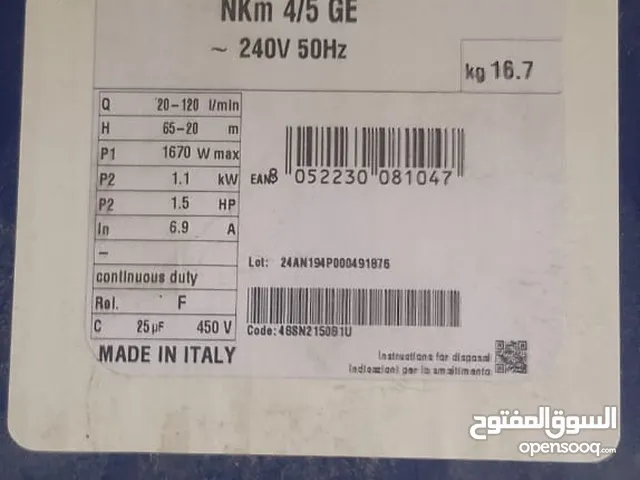 NKm 4/5 GE
~ 240V 50Hz
kg 16.7
Q 20-120 l/min
H 65-20 m
P1 1670 W max
P2 1.1 kW
P2 1.5 HP
In 6.9 A
–
continuous duty
Rel. F
C 25µF 450 V
MADE IN ITALY
EAN: 8 052230 081047
Lot: 24AN194P000491876
Instructions for disposal
Indicazioni per lo smaltimento
السوق المفتوح
opensooq.com